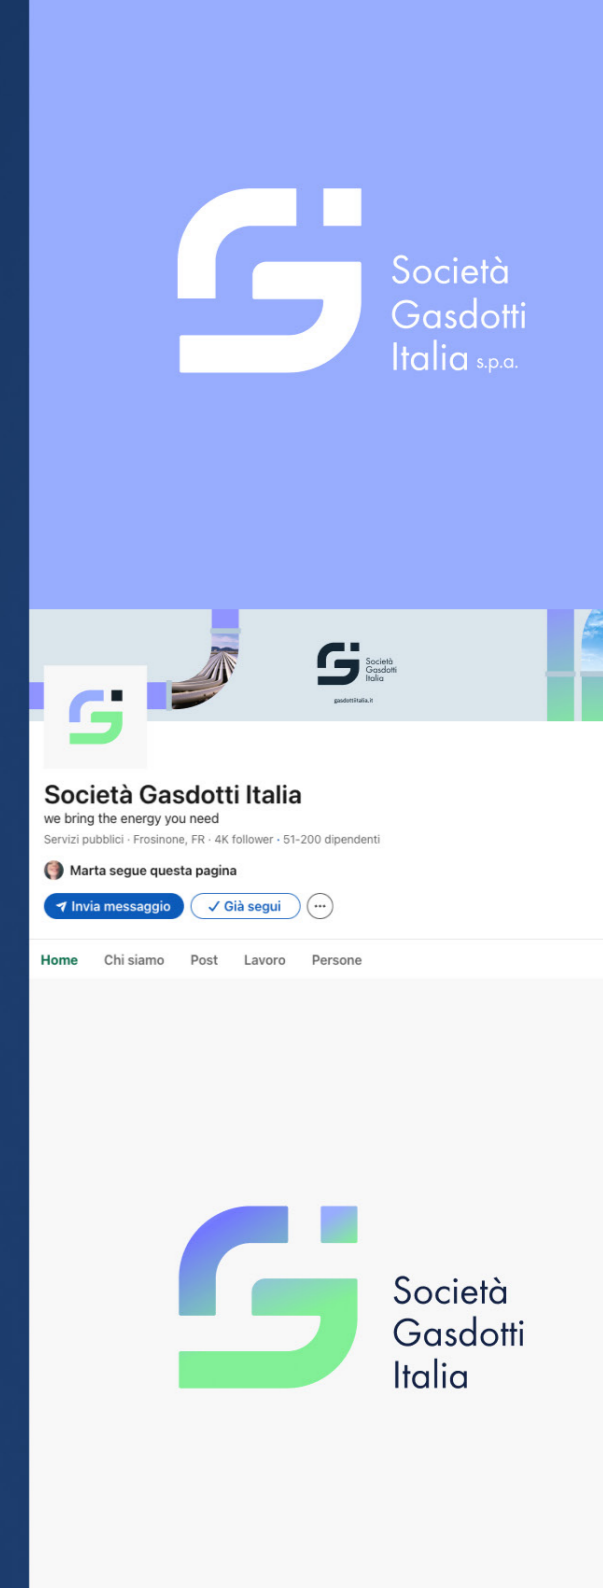 Società
Gasdotti
Italia s.p.a.
Società
Gasdotti
Italia
gasdottiitalia.it
Società Gasdotti Italia
we bring the energy you need
Servizi pubblici · Frosinone, FR · 4K follower · 51-200 dipendenti
Marta segue questa pagina
Invia messaggio
Già segui
Home Chi siamo Post Lavoro Persone
Società
Gasdotti
Italia